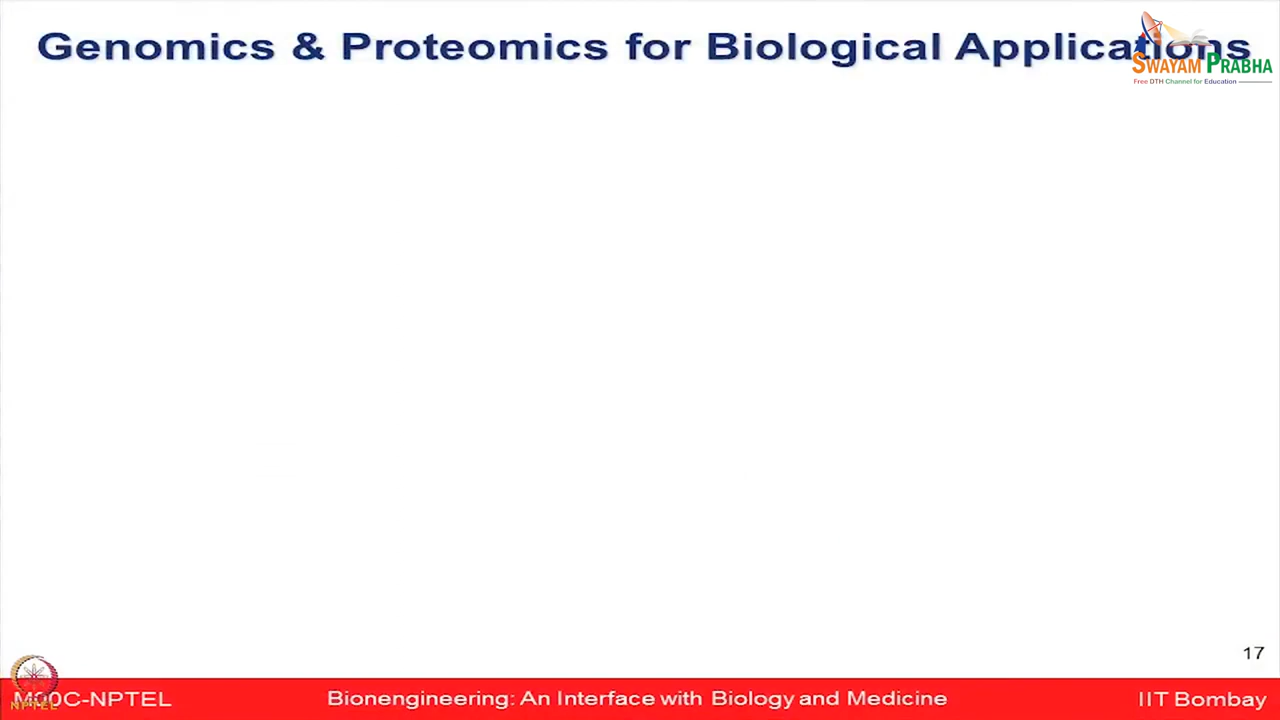 Genomics & Proteomics for Biological Applications
SWAYAM PRABHA
Free DTH Channel for Education
17
MOOC-NPTEL
NPTEL
Bionengineering: An Interface with Biology and Medicine
IIT Bombay